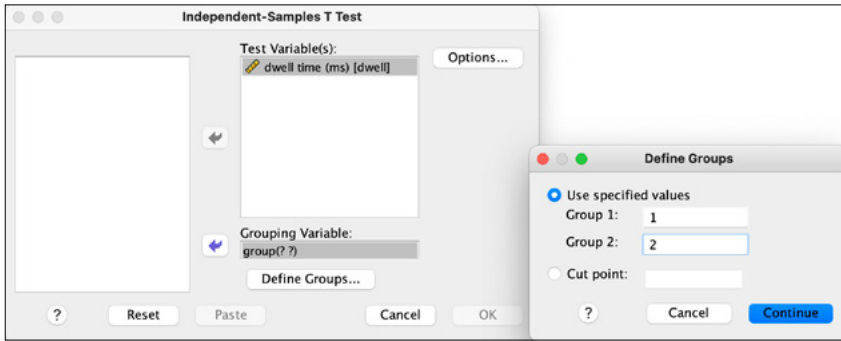 Independent-Samples T Test
Test Variable(s):
dwell time (ms) [dwell]
Options...
Grouping Variable:
group(? ?)
Define Groups...
?
Reset
Paste
Cancel
OK
Define Groups
Use specified values
Group 1:
1
Group 2:
2
Cut point:
?
Cancel
Continue